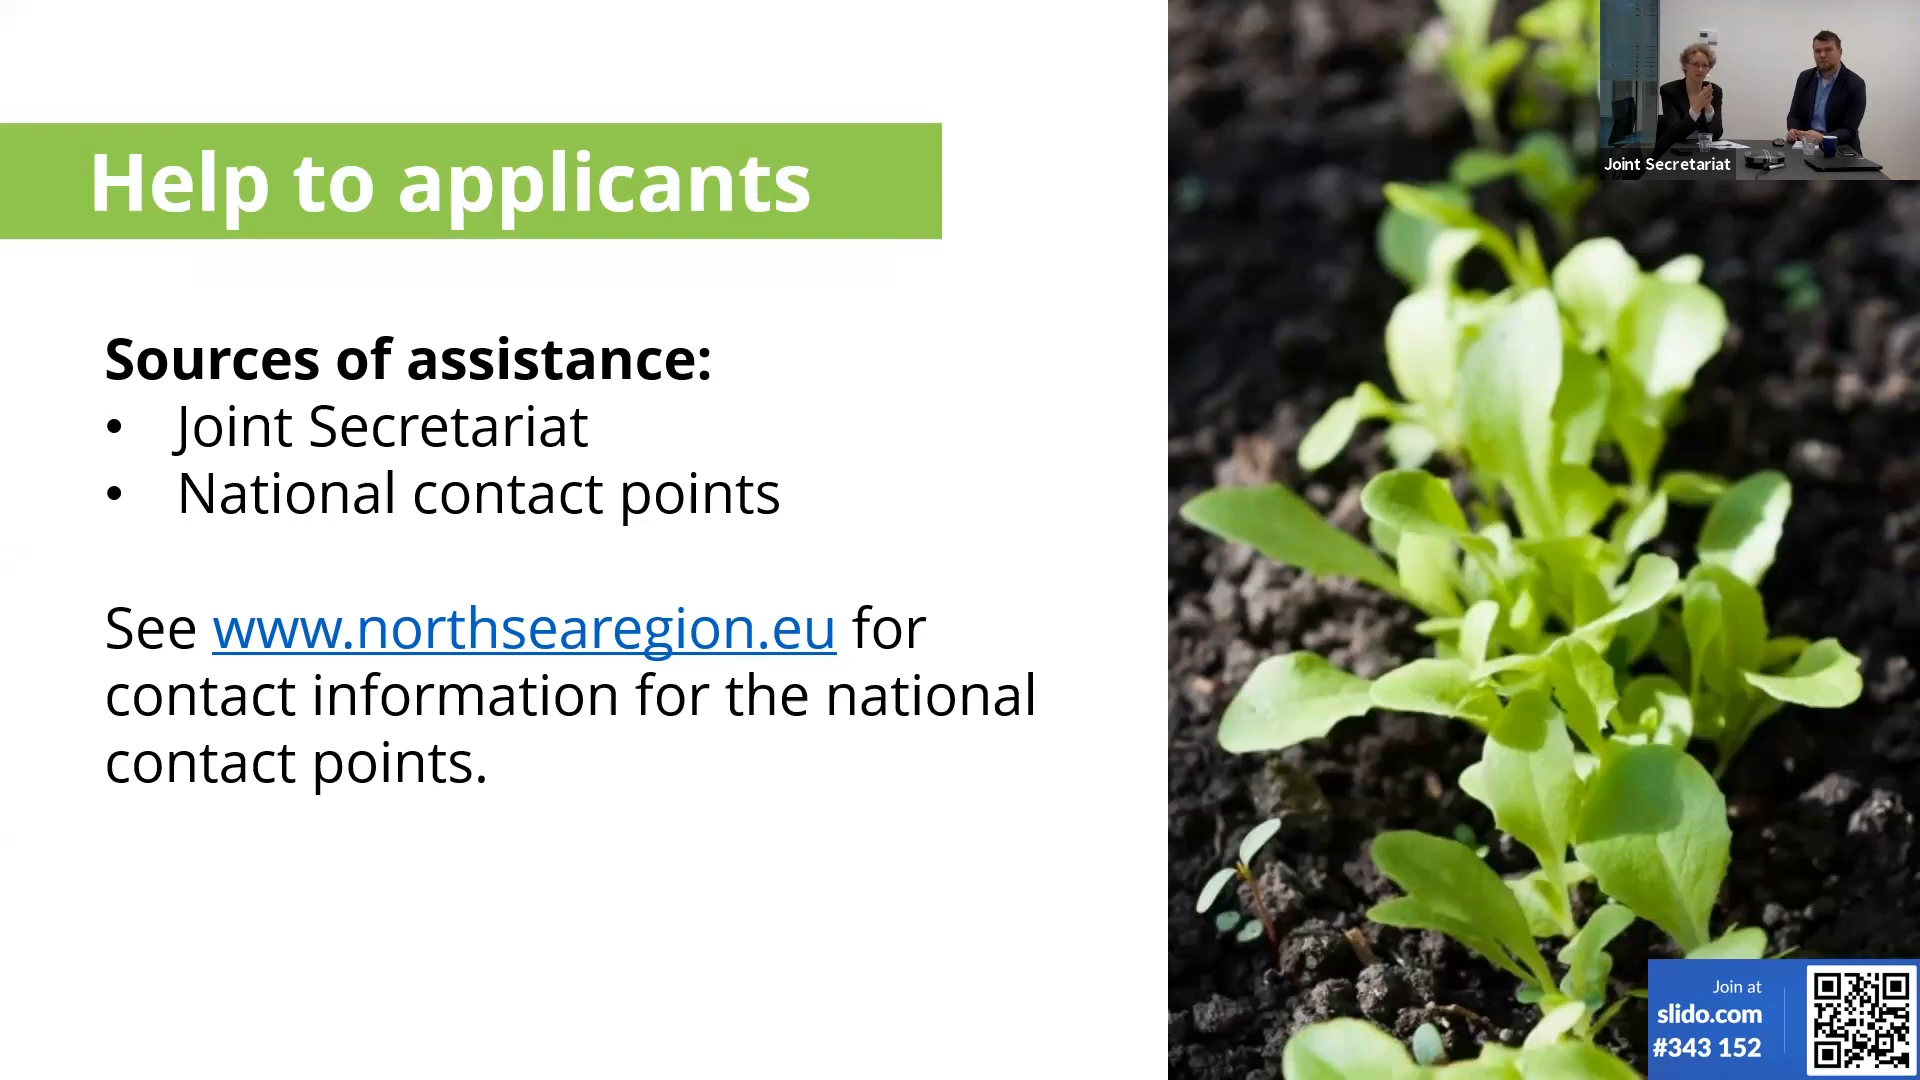 Help to applicants
Sources of assistance:
• Joint Secretariat
• National contact points
See www.northsearegion.eu for
contact information for the national
contact points.
Joint Secretariat
Join at
slido.com
#343 152